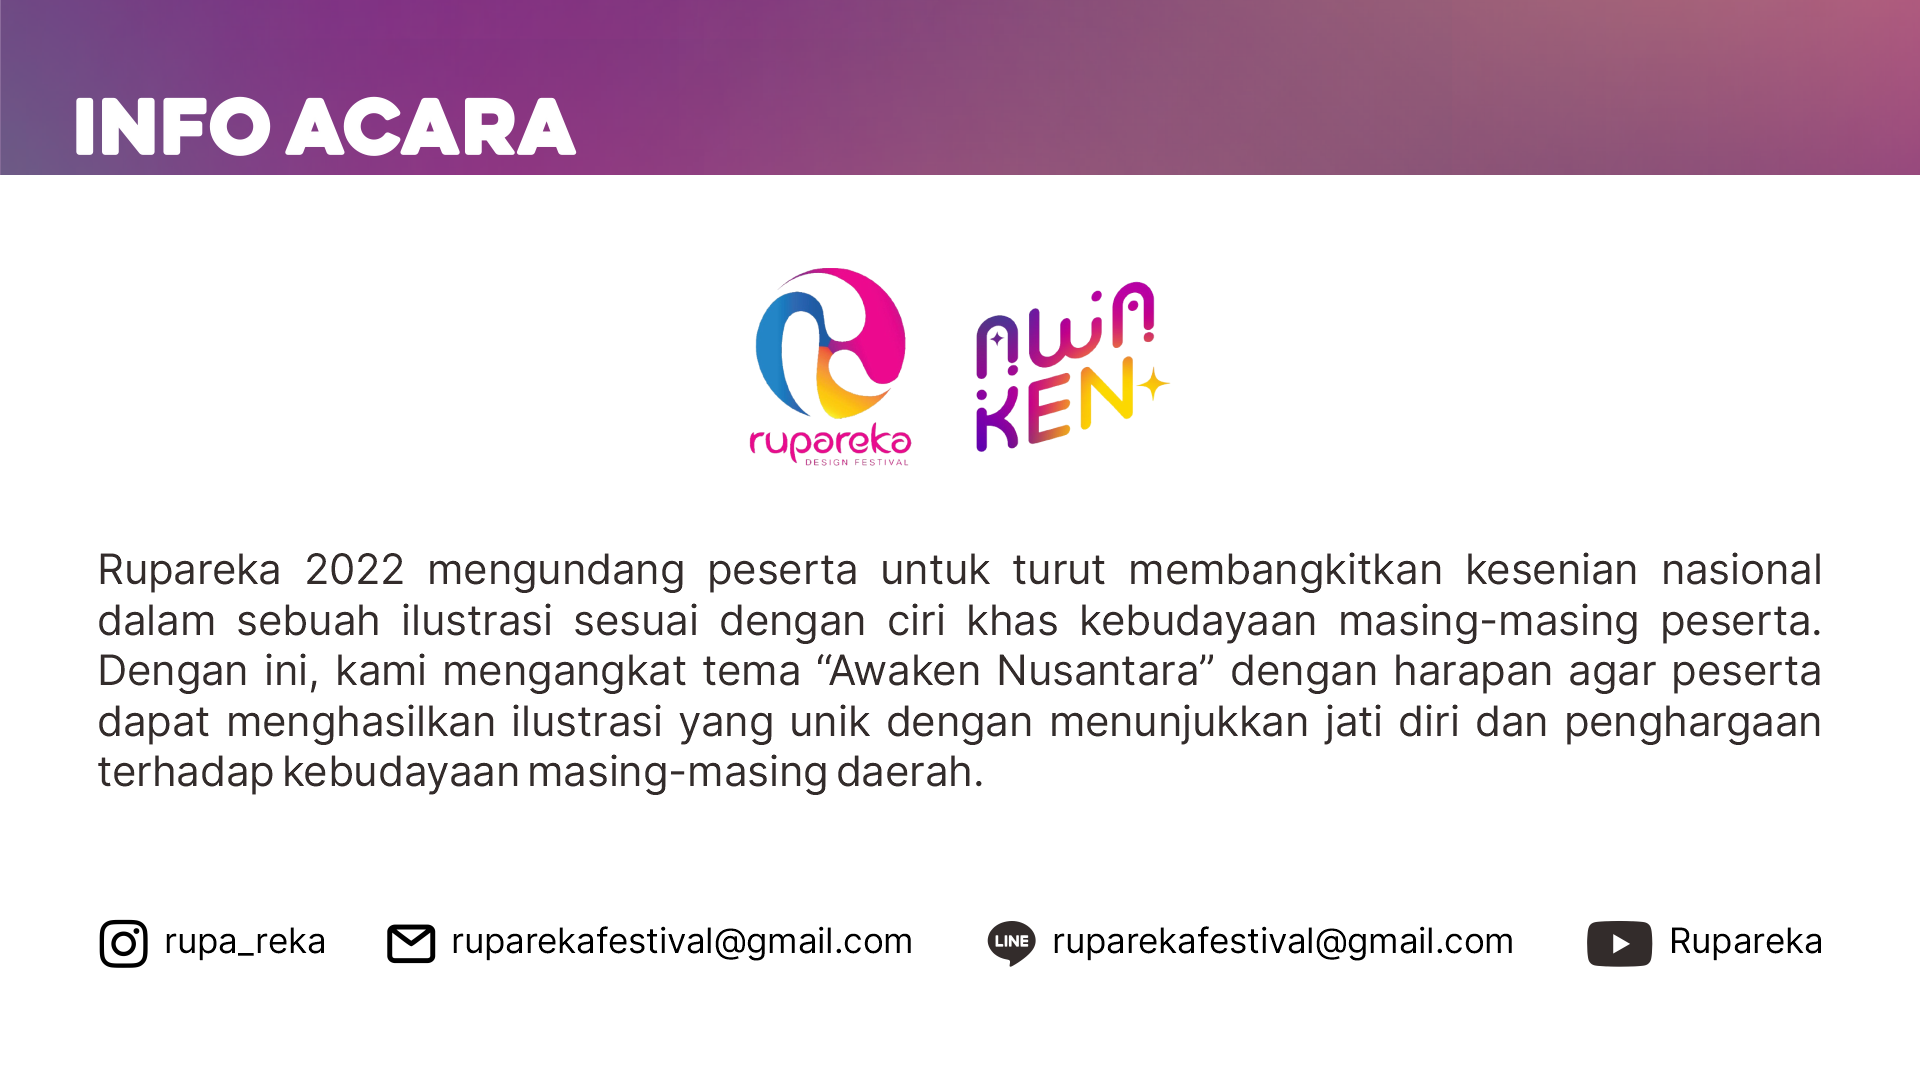 INFO ACARA
rupareka
DESIGN FESTIVAL
AWA
KEN
Rupareka 2022 mengundang peserta untuk turut membangkitkan kesenian nasional
dalam sebuah ilustrasi sesuai dengan ciri khas kebudayaan masing-masing peserta.
Dengan ini, kami mengangkat tema “Awaken Nusantara” dengan harapan agar peserta
dapat menghasilkan ilustrasi yang unik dengan menunjukkan jati diri dan penghargaan
terhadap kebudayaan masing-masing daerah.
rupa_reka
ruparekafestival@gmail.com
LINE ruparekafestival@gmail.com
Rupareka